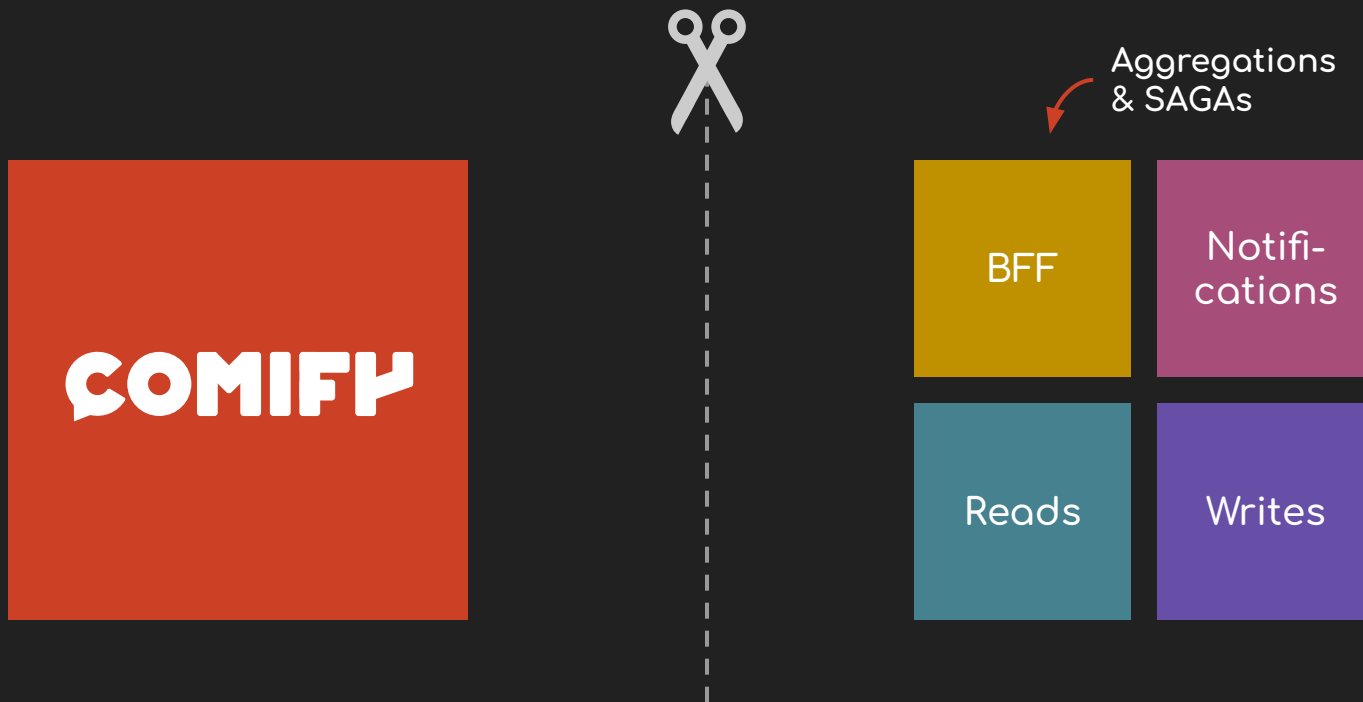 Aggregations
& SAGAs
COMIFY
BFF
Notifi-
cations
Reads
Writes